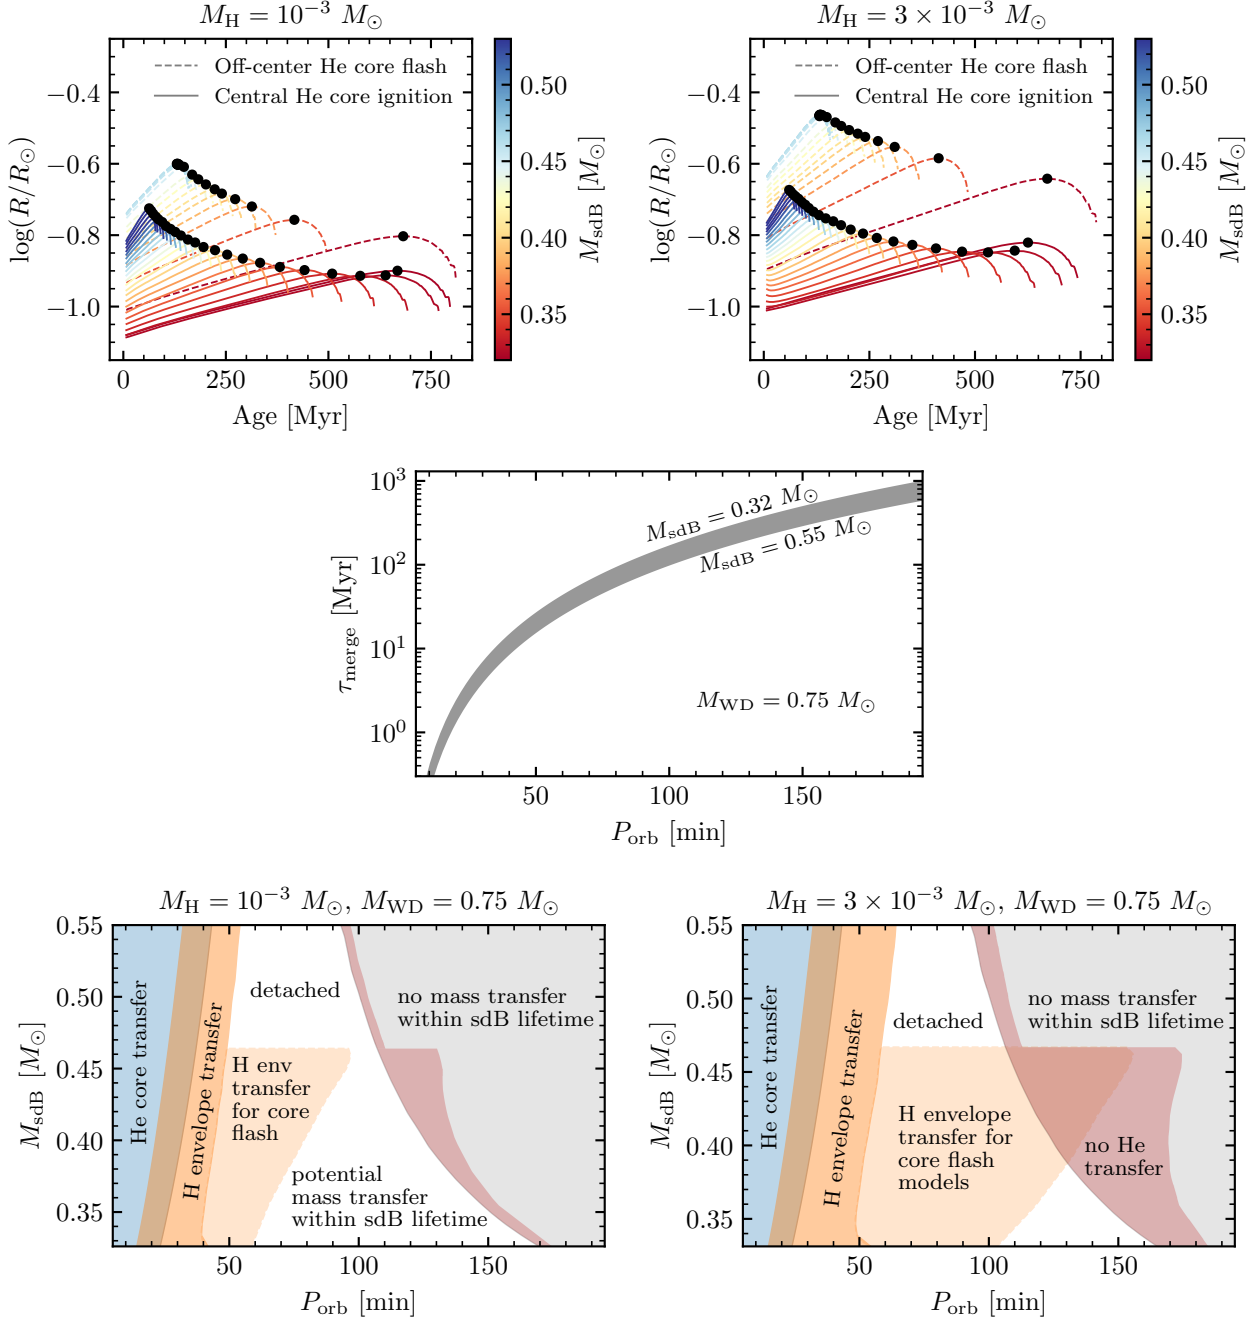 M_H = 10^−3 M_⊙
M_H = 3 × 10^−3 M_⊙
Off-center He core flash
Central He core ignition
−0.4
−0.6
−0.8
−1.0
log(R/R_⊙)
0
250
500
750
Age [Myr]
0.50
0.45
0.40
0.35
M_sdB [M_⊙]
Off-center He core flash
Central He core ignition
−0.4
−0.6
−0.8
−1.0
log(R/R_⊙)
0
250
500
750
Age [Myr]
0.50
0.45
0.40
0.35
M_sdB [M_⊙]
10^3
10^2
10^1
10^0
τ_merge [Myr]
M_sdB = 0.32 M_⊙
M_sdB = 0.55 M_⊙
M_WD = 0.75 M_⊙
50
100
150
P_orb [min]
M_H = 10^−3 M_⊙, M_WD = 0.75 M_⊙
0.55
0.50
0.45
0.40
0.35
M_sdB [M_⊙]
He core transfer
H envelope transfer
detached
no mass transfer
within sdB lifetime
H env
transfer
for core
flash
potential
mass transfer
within sdB lifetime
50
100
150
P_orb [min]
M_H = 3 × 10^−3 M_⊙, M_WD = 0.75 M_⊙
0.55
0.50
0.45
0.40
0.35
M_sdB [M_⊙]
He core transfer
H envelope transfer
detached
no mass transfer
within sdB lifetime
H envelope
transfer for
core flash
models
no He
transfer
50
100
150
P_orb [min]